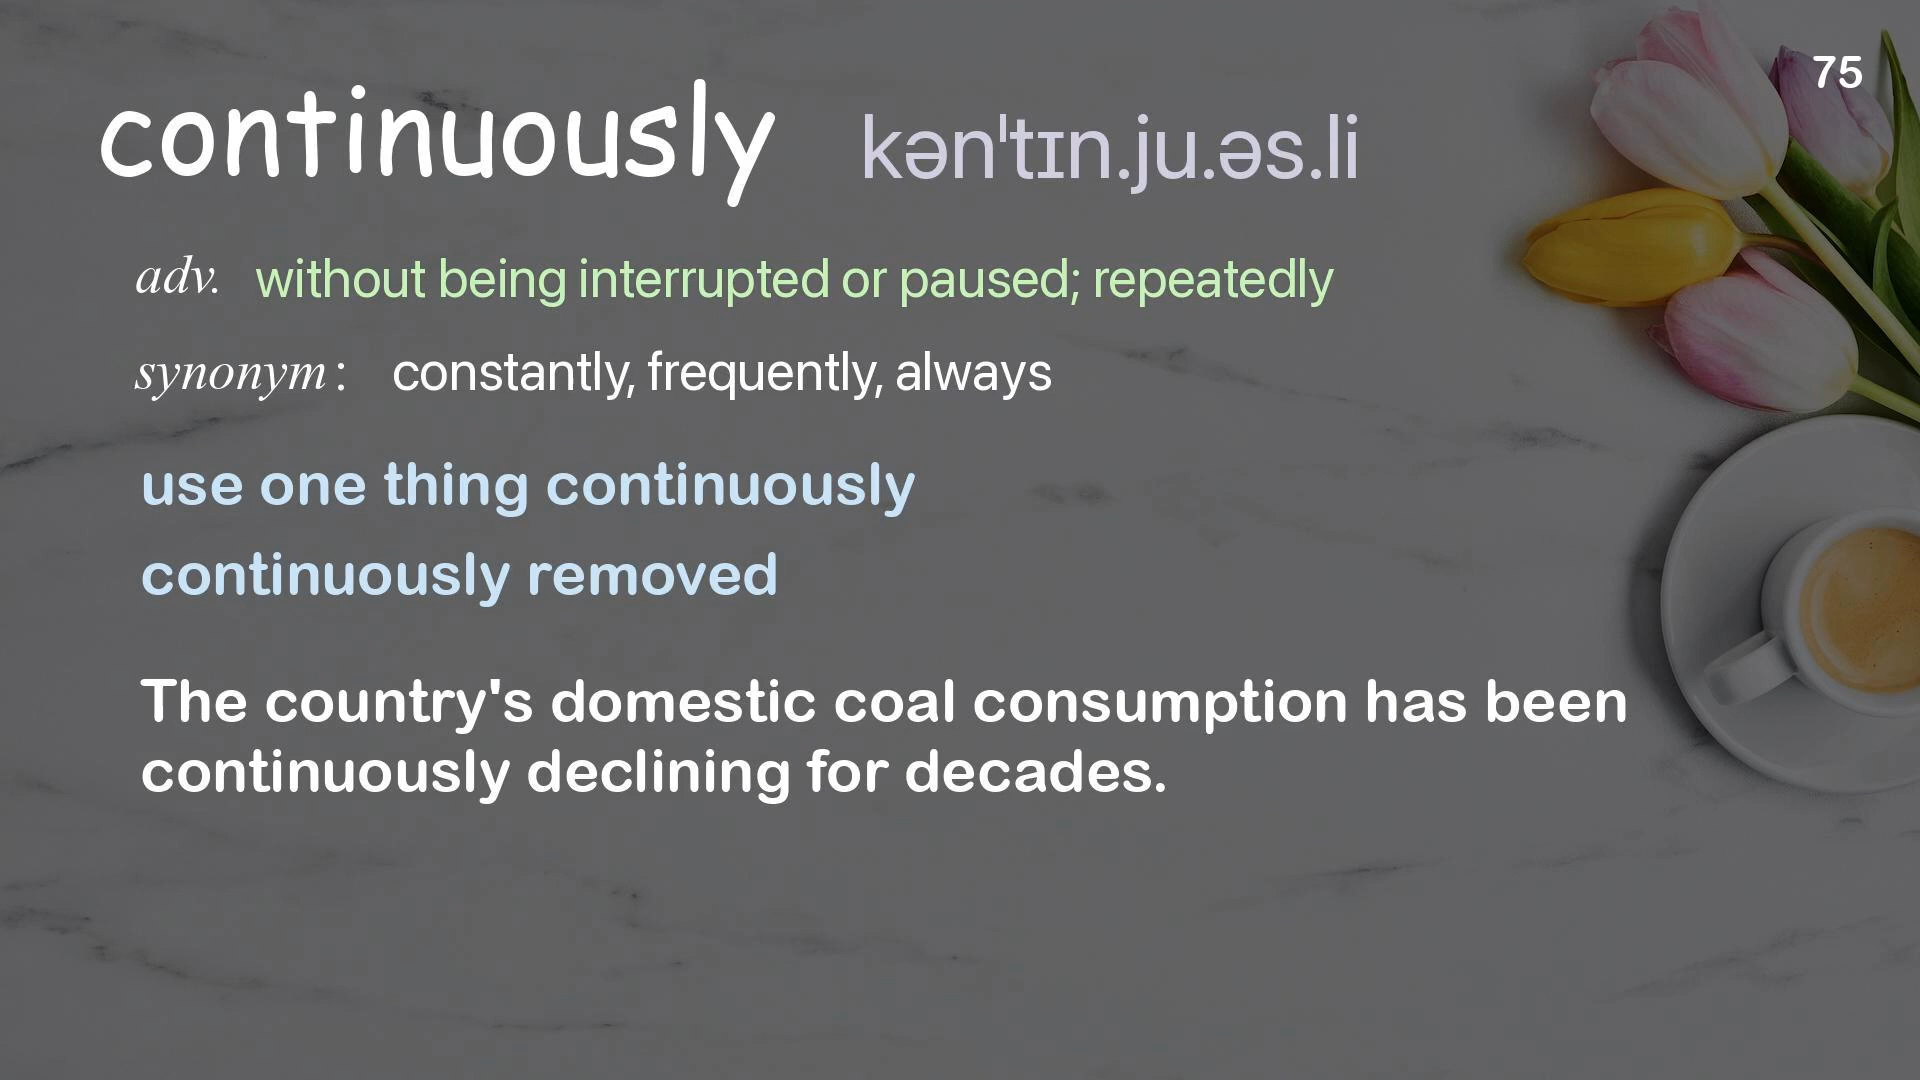 75
continuously kən'tɪn.ju.əs.li
adv. without being interrupted or paused; repeatedly
synonym: constantly, frequently, always
use one thing continuously
continuously removed
The country's domestic coal consumption has been
continuously declining for decades.